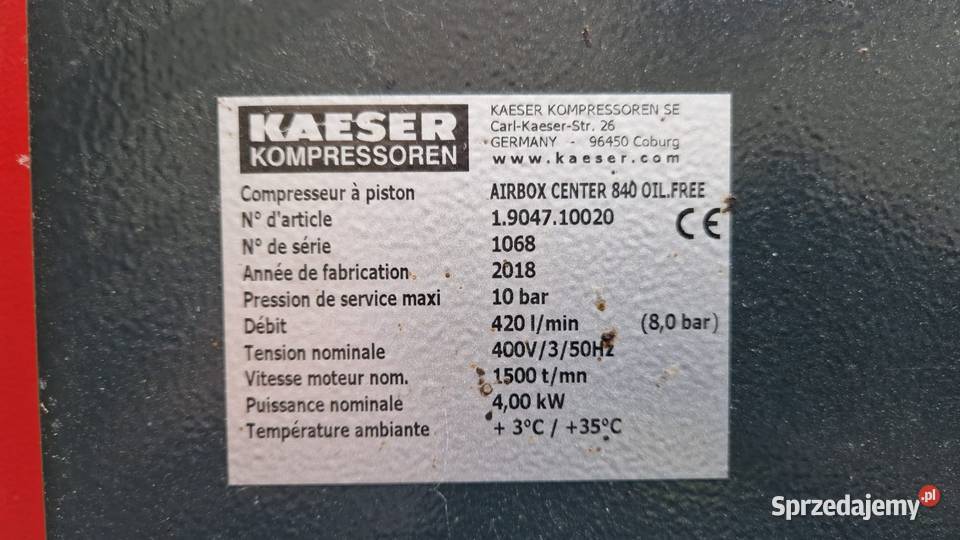 KAESER
KOMPRESSOREN
KAESER KOMPRESSOREN SE
Carl-Kaeser-Str. 26
GERMANY - 96450 Coburg
www.kaeser.com
Compresseur à piston AIRBOX CENTER 840 OIL.FREE
N° d'article 1.9047.10020
CE
N° de série 1068
Année de fabrication 2018
Pression de service maxi 10 bar
Débit 420 l/min (8,0 bar)
Tension nominale 400V/3/50Hz
Vitesse moteur nom. 1500 t/mn
Puissance nominale 4,00 kW
Température ambiante + 3°C / +35°C
Sprzedajemy.pl